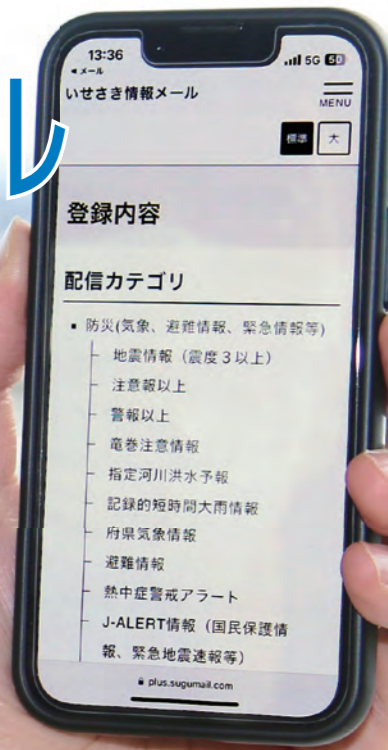 レ
13:36
5G 50
◀メール
いせさき情報メール
MENU
標準 大
登録内容
配信カテゴリ
防災(気象、避難情報、緊急情報等)
地震情報（震度３以上）
注意報以上
警報以上
竜巻注意情報
指定河川洪水予報
記録的短時間大雨情報
府県気象情報
避難情報
熱中症警戒アラート
J-ALERT情報（国民保護情
報、緊急地震速報等）
plus.sugumail.com